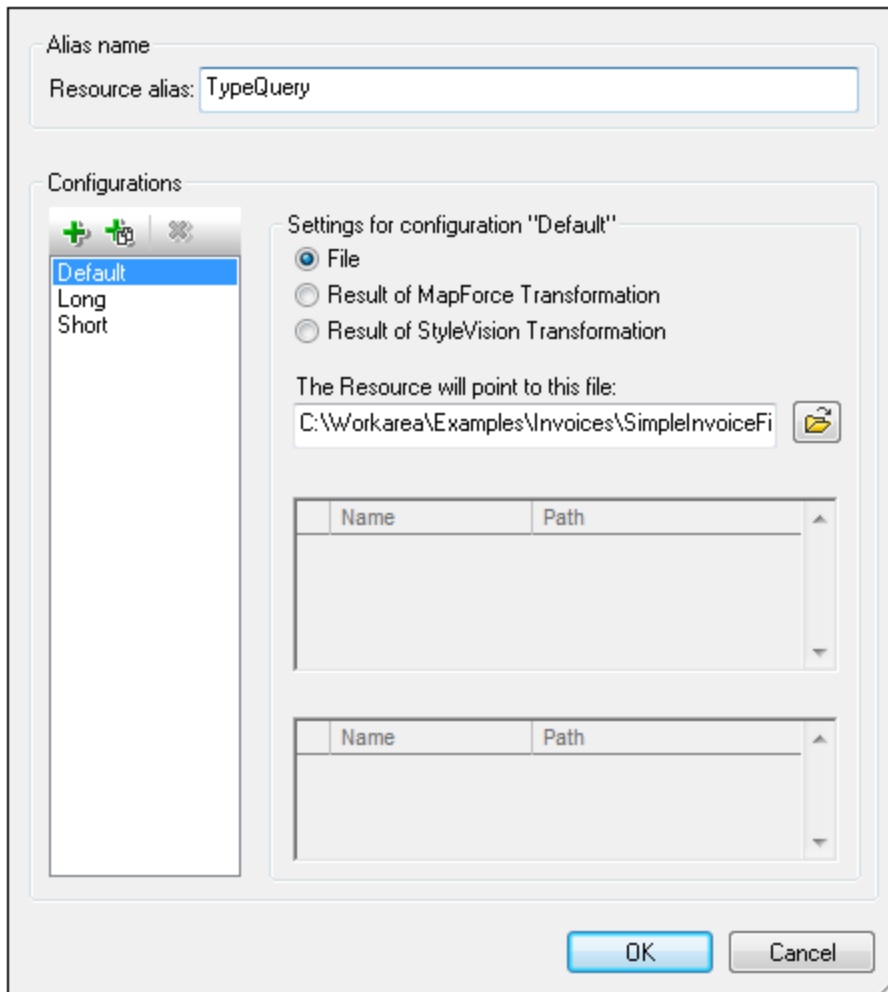 Alias name
Resource alias: TypeQuery
Configurations
Settings for configuration "Default"
Default
Long
Short
File
Result of MapForce Transformation
Result of StyleVision Transformation
The Resource will point to this file:
C:\Workarea\Examples\Invoices\SimpleInvoiceFi
Name Path
Name Path
OK Cancel